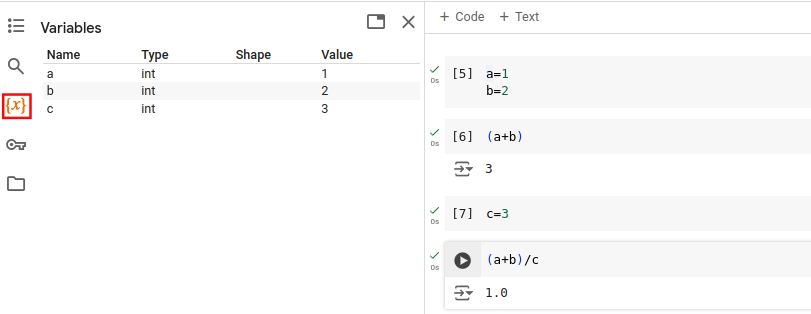 Variables
Name Type Shape Value
a int 1
b int 2
c int 3
{x}
+ Code + Text
0s [5] a=1
b=2
0s [6] (a+b)
3
0s [7] c=3
0s (a+b)/c
1.0